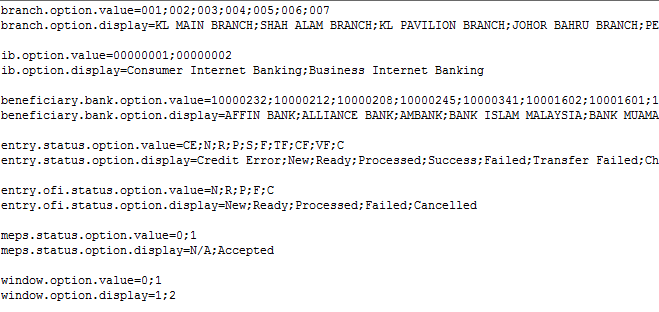 branch.option.value=001;002;003;004;005;006;007
branch.option.display=KL MAIN BRANCH;SHAH ALAM BRANCH;KL PAVILION BRANCH;JOHOR BAHRU BRANCH;PE
ib.option.value=00000001;00000002
ib.option.display=Consumer Internet Banking;Business Internet Banking
beneficiary.bank.option.value=10000232;10000212;10000208;10000245;10000341;10001602;10001601;1
beneficiary.bank.option.display=AFFIN BANK;ALLIANCE BANK;AMBANK;BANK ISLAM MALAYSIA;BANK MUAMA
entry.status.option.value=CE;N;R;P;S;F;TF;CF;VF;C
entry.status.option.display=Credit Error;New;Ready;Processed;Success;Failed;Transfer Failed;Ch
entry.ofi.status.option.value=N;R;P;F;C
entry.ofi.status.option.display=New;Ready;Processed;Failed;Cancelled
meps.status.option.value=0;1
meps.status.option.display=N/A;Accepted
window.option.value=0;1
window.option.display=1;2